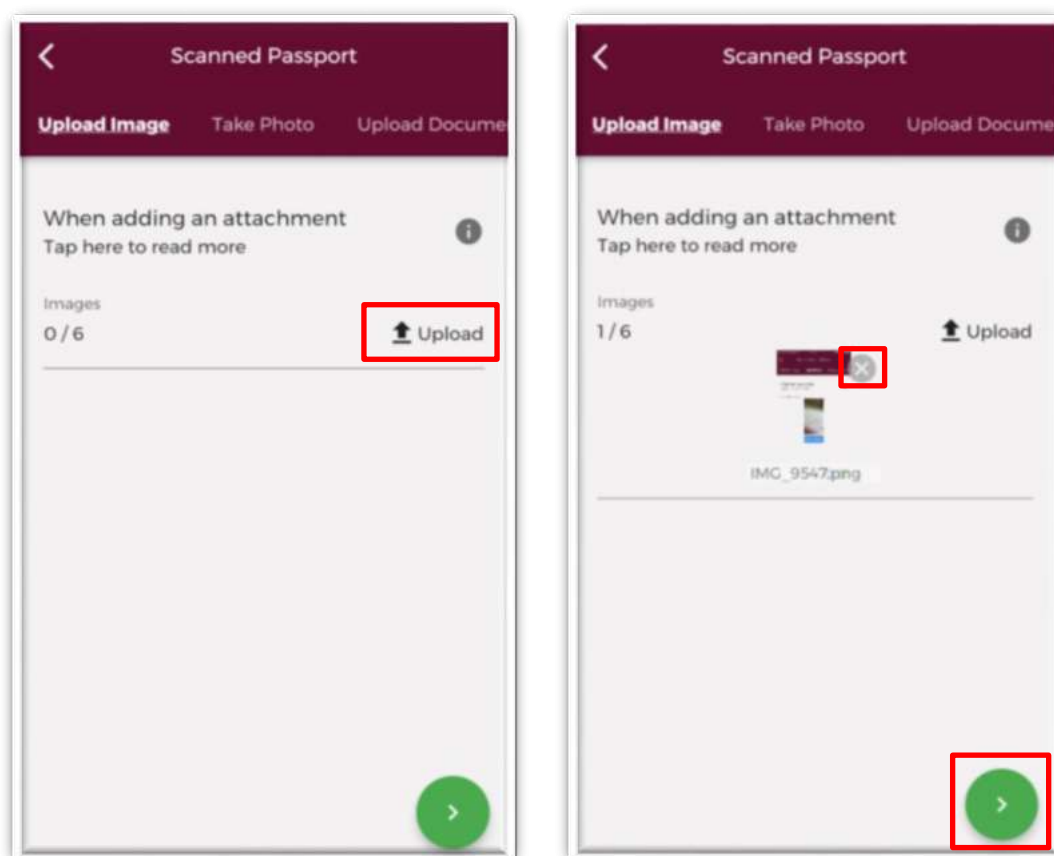 Scanned Passport
Upload Image Take Photo Upload Docume
When adding an attachment
Tap here to read more
Images
0 / 6 Upload
Scanned Passport
Upload Image Take Photo Upload Docume
When adding an attachment
Tap here to read more
Images
1 / 6 Upload
IMG_9547.png